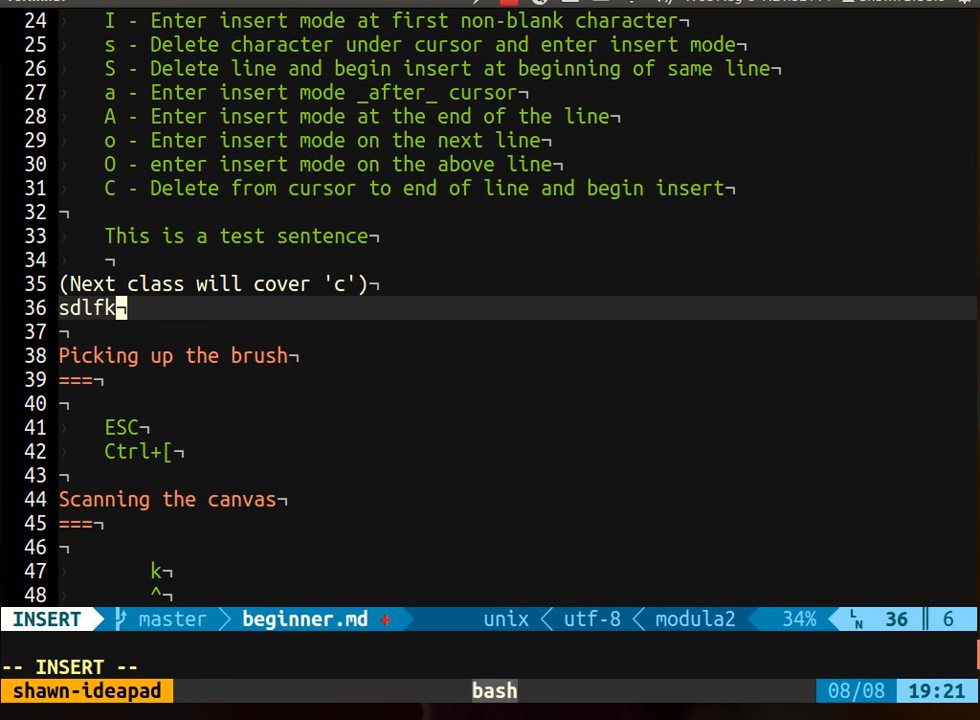 24 I - Enter insert mode at first non-blank character¬
25 s - Delete character under cursor and enter insert mode¬
26 S - Delete line and begin insert at beginning of same line¬
27 a - Enter insert mode _after_ cursor¬
28 A - Enter insert mode at the end of the line¬
29 o - Enter insert mode on the next line¬
30 O - enter insert mode on the above line¬
31 C - Delete from cursor to end of line and begin insert¬
32 ¬
33 This is a test sentence¬
34 ¬
35 (Next class will cover 'c')¬
36 sdlfk¬
37 ¬
38 Picking up the brush¬
39 ===¬
40 ¬
41 ESC¬
42 Ctrl+[¬
43 ¬
44 Scanning the canvas¬
45 ===¬
46 ¬
47 k¬
48 ^¬
INSERT master beginner.md + unix utf-8 modula2 34% LN 36 6
-- INSERT --
shawn-ideapad bash 08/08 19:21